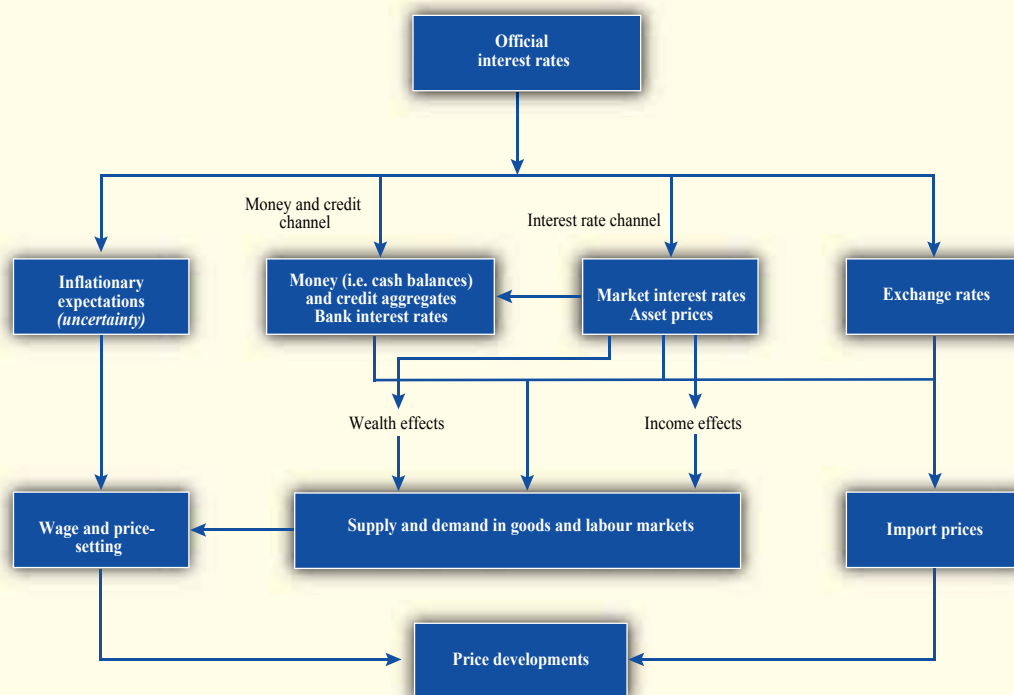 Official
interest rates
Money and credit
channel
Interest rate channel
Inflationary
expectations
(uncertainty)
Money (i.e. cash balances)
and credit aggregates
Bank interest rates
Market interest rates
Asset prices
Exchange rates
Wealth effects
Income effects
Wage and price-
setting
Supply and demand in goods and labour markets
Import prices
Price developments